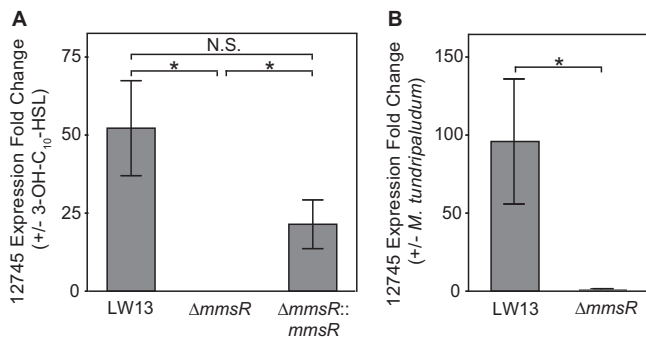 A
12745 Expression Fold Change
(+/- 3-OH-C₁₀-HSL)
75
50
25
0
N.S.
*
*
LW13
ΔmmsR
ΔmmsR::
mmsR
B
12745 Expression Fold Change
(+/- M. tundripaludum)
150
100
50
0
*
LW13
ΔmmsR